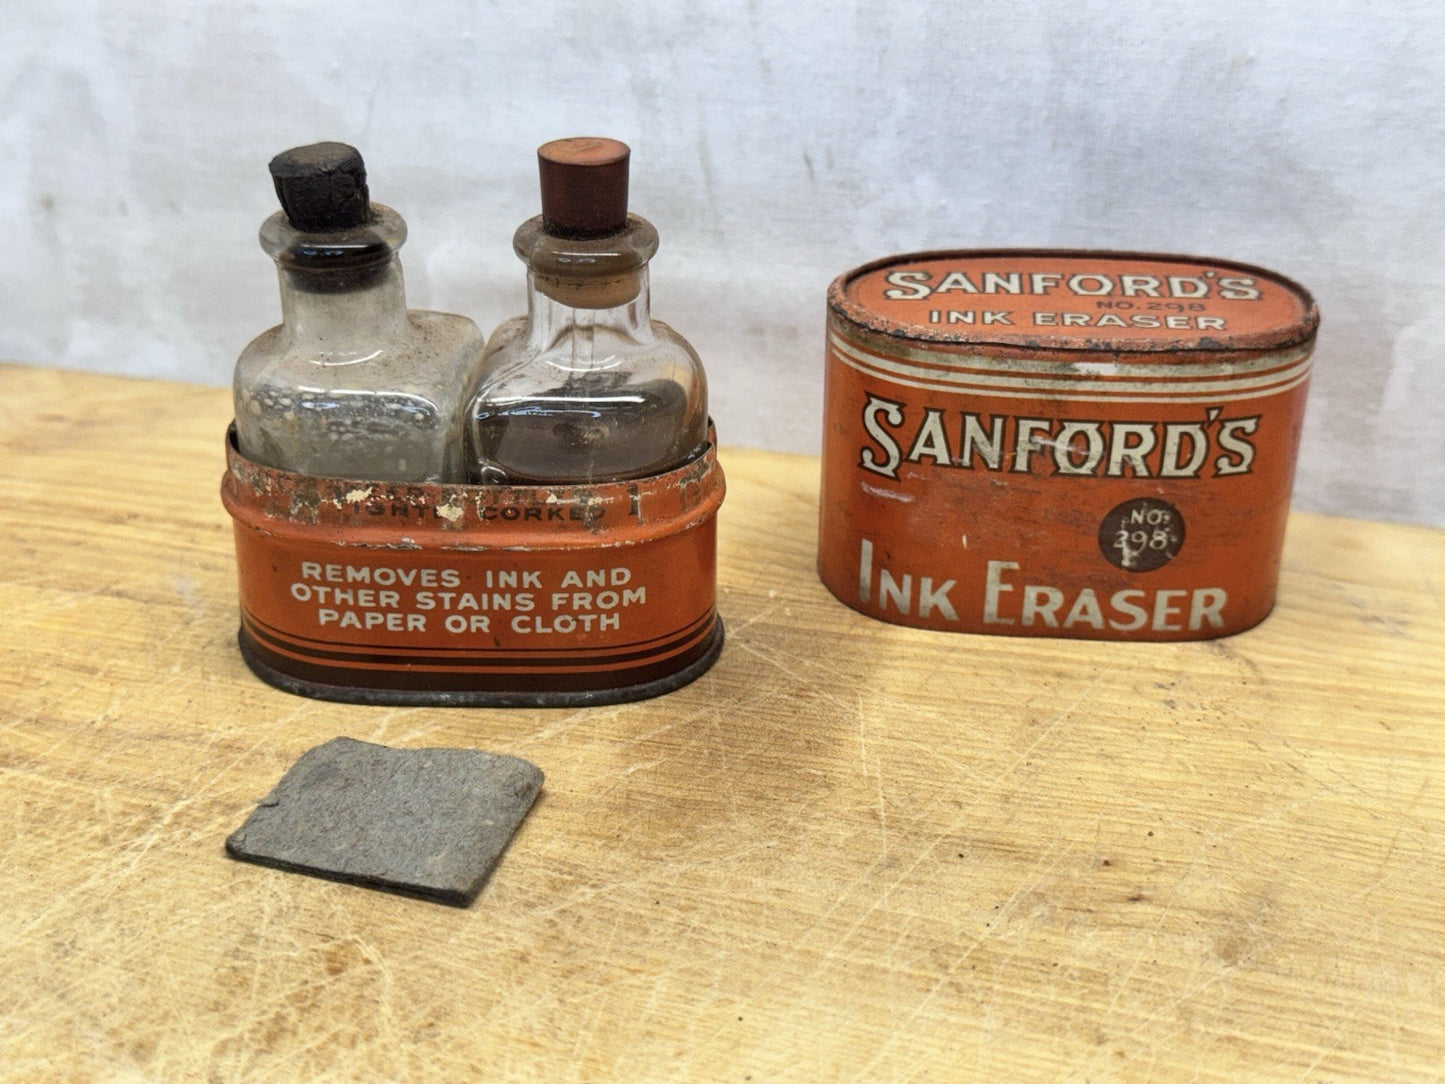 CORKED
REMOVES INK AND
OTHER STAINS FROM
PAPER OR CLOTH
SANFORD'S
NO. 298
INK ERASER
SANFORD'S
NO.
298
INK ERASER